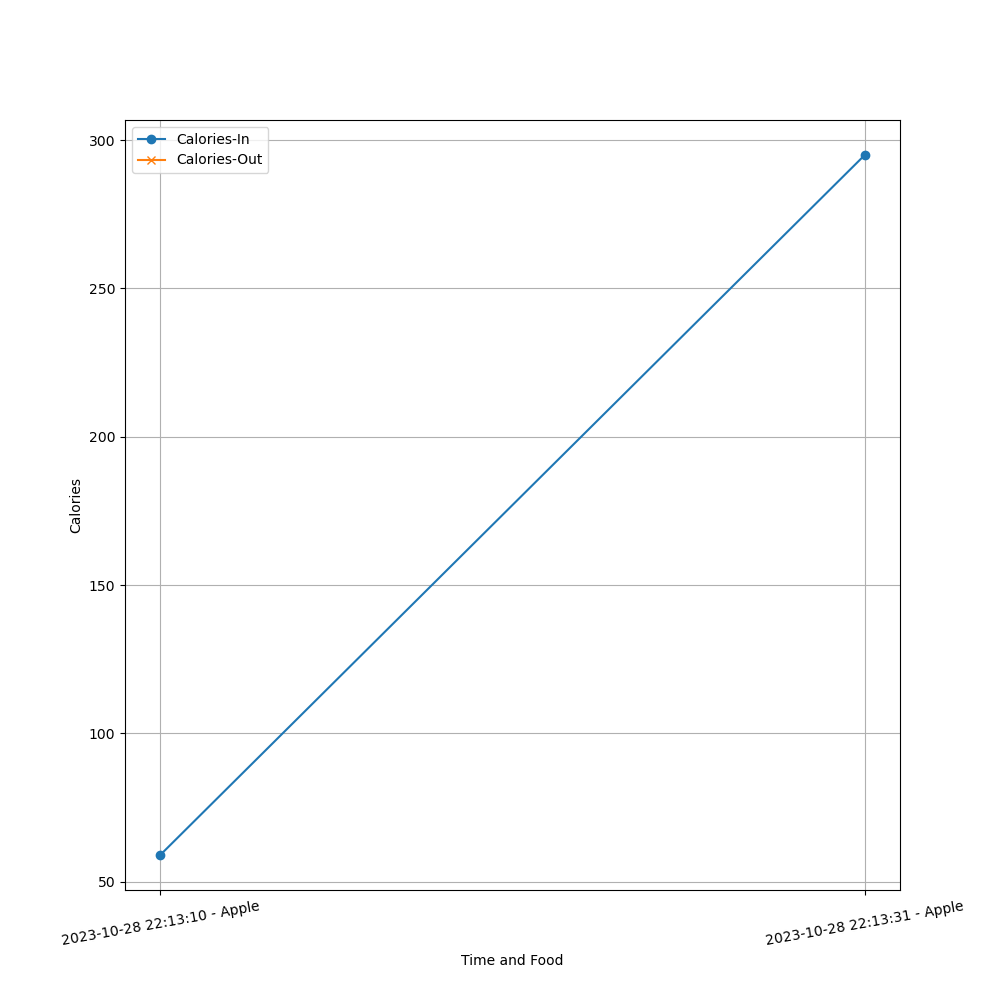 Calories-In
Calories-Out
300
250
200
150
100
50
Calories
2023-10-28 22:13:10 - Apple
2023-10-28 22:13:31 - Apple
Time and Food